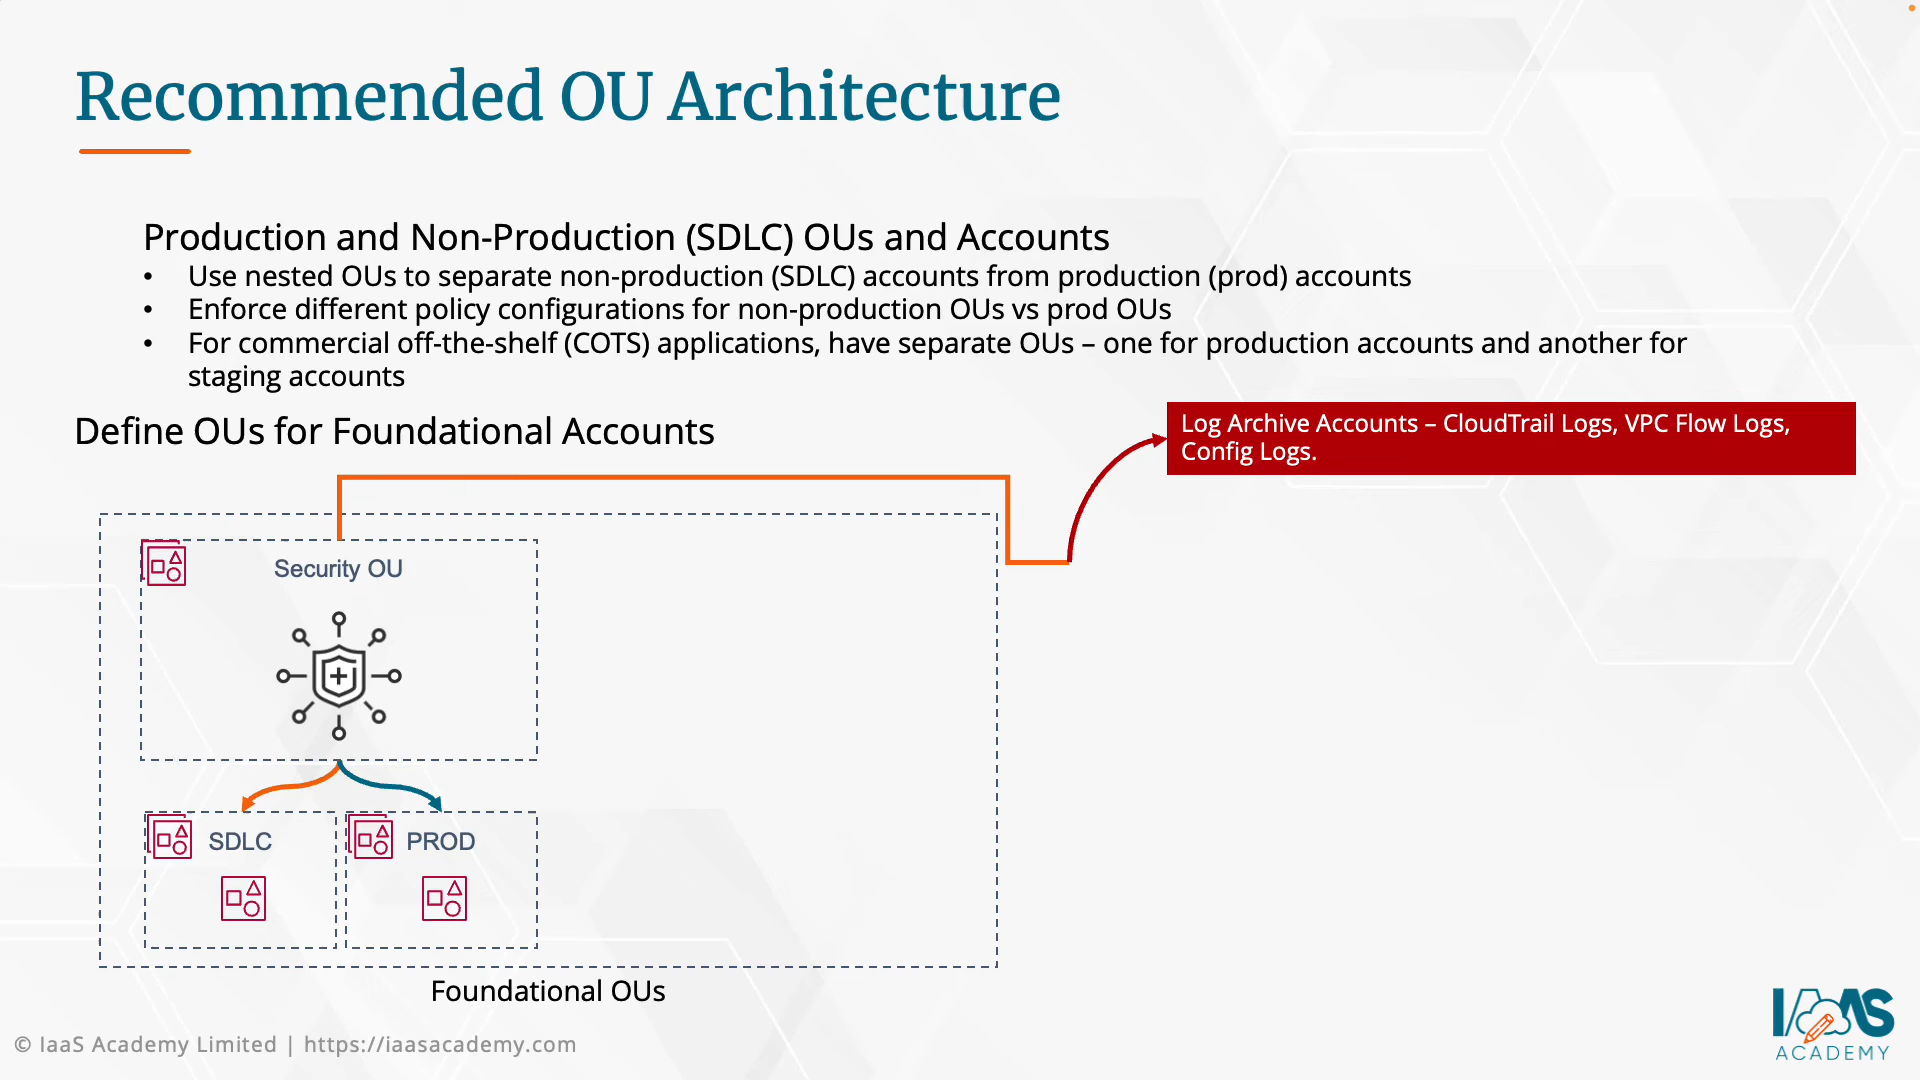 Recommended OU Architecture
Production and Non-Production (SDLC) OUs and Accounts
• Use nested OUs to separate non-production (SDLC) accounts from production (prod) accounts
• Enforce different policy configurations for non-production OUs vs prod OUs
• For commercial off-the-shelf (COTS) applications, have separate OUs – one for production accounts and another for
staging accounts
Define OUs for Foundational Accounts
Log Archive Accounts – CloudTrail Logs, VPC Flow Logs,
Config Logs.
Security OU
SDLC
PROD
Foundational OUs
© IaaS Academy Limited | https://iaasacademy.com
IAAS
ACADEMY